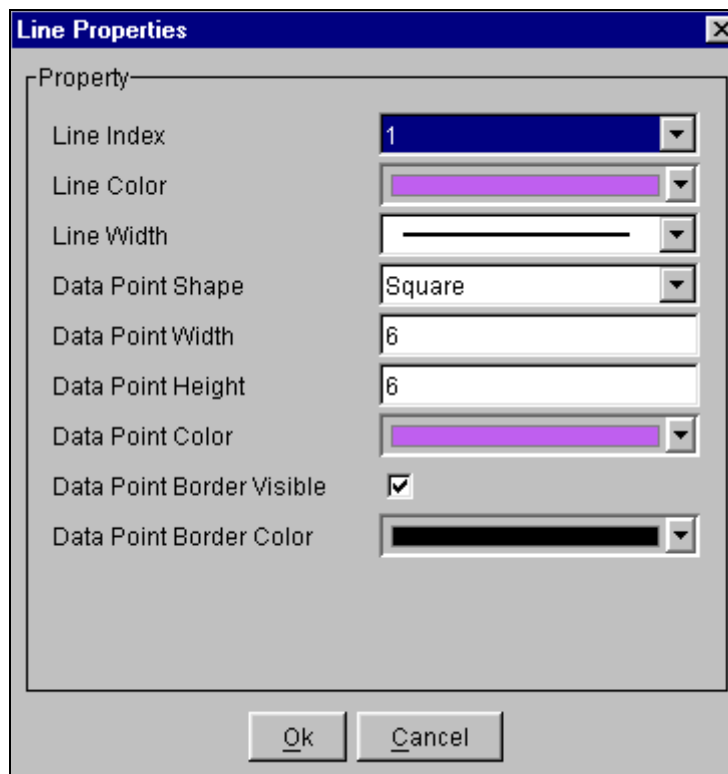 Line Properties
Property
Line Index 1
Line Color
Line Width
Data Point Shape Square
Data Point Width 6
Data Point Height 6
Data Point Color
Data Point Border Visible
Data Point Border Color
Ok Cancel